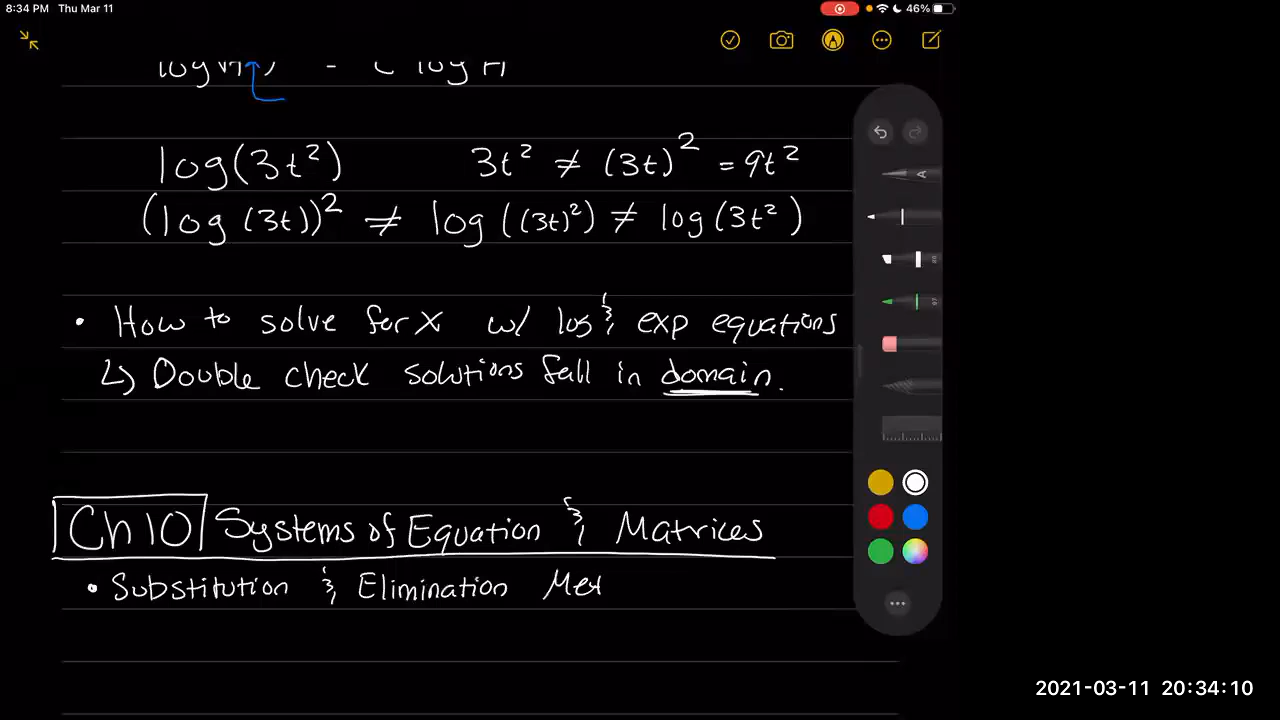 8:34 PM Thu Mar 11
46%
log(3t²) 3t² ≠ (3t)² = 9t²
(log(3t))² ≠ log((3t)²) ≠ log(3t²)
• How to solve for X w/ log & exp equations
↳ Double check solutions fall in domain.
Ch 10 Systems of Equation & Matrices
• Substitution & Elimination Met
2021-03-11 20:34:10